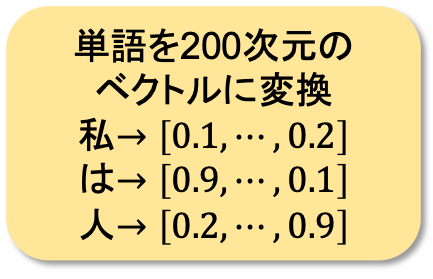 単語を200次元の
ベクトルに変換
私→ [0.1, ⋯ , 0.2]
は→ [0.9, ⋯ , 0.1]
人→ [0.2, ⋯ , 0.9]